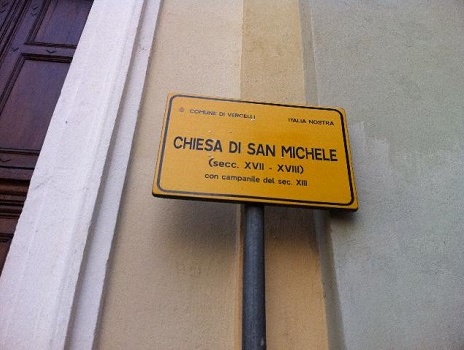 COMUNE DI VERCELLI ITALIA NOSTRA
CHIESA DI SAN MICHELE
(secc. XVII - XVIII)
con campanile del sec. XIII